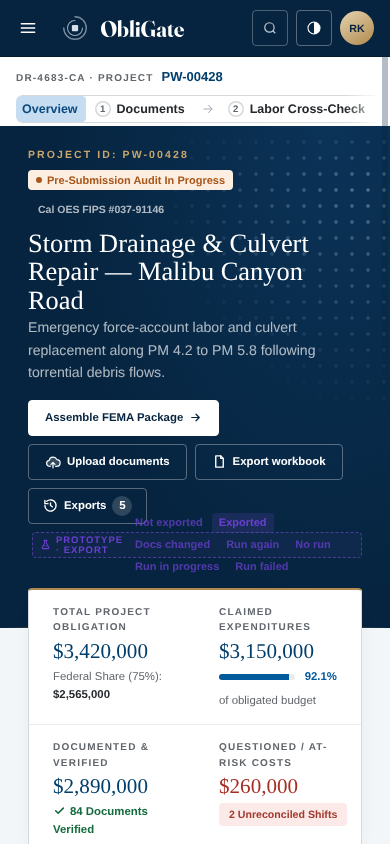 ObliGate
RK
DR-4683-CA · PROJECT PW-00428
Overview 1 Documents → 2 Labor Cross-Check
PROJECT ID: PW-00428
Pre-Submission Audit In Progress
Cal OES FIPS #037-91146
Storm Drainage & Culvert
Repair — Malibu Canyon
Road
Emergency force-account labor and culvert
replacement along PM 4.2 to PM 5.8 following
torrential debris flows.
Assemble FEMA Package →
Upload documents Export workbook
Exports 5
Not exported Exported
PROTOTYPE
· EXPORT
Docs changed Run again No run
Run in progress Run failed
TOTAL PROJECT
OBLIGATION
$3,420,000
Federal Share (75%):
$2,565,000
CLAIMED
EXPENDITURES
$3,150,000
92.1%
of obligated budget
DOCUMENTED &
VERIFIED
$2,890,000
84 Documents
Verified
QUESTIONED / AT-
RISK COSTS
$260,000
2 Unreconciled Shifts